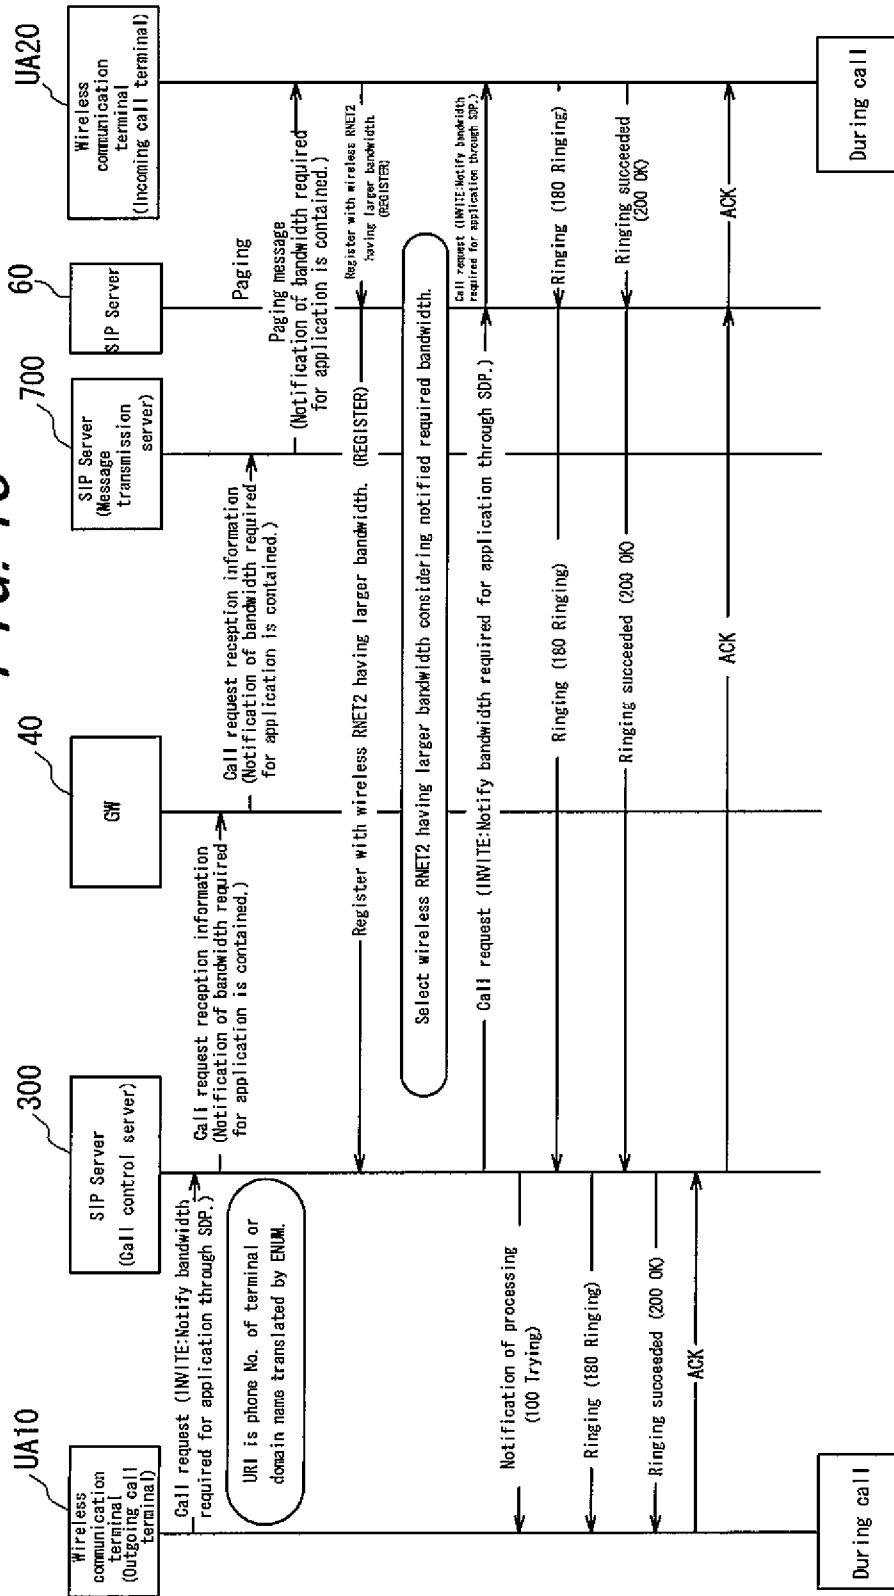 UA10
Wireless
communication
terminal
(Outgoing call
terminal)
300
SIP Server
(Call control server)
40
GW
700
SIP Server
(Message
transmission
server)
60
SIP Server
UA20
Wireless
communication
terminal
(Incoming call terminal)
Call request (INVITE:Notify bandwidth
required for application through SDP.)
URI is phone No. of terminal or
domain name translated by ENUM.
Call request reception information
(Notification of bandwidth required
for application is contained.)
Call request reception information
(Notification of bandwidth required
for application is contained.)
Paging
Paging message
(Notification of bandwidth required
for application is contained.)
Register with wireless RNET2
having larger bandwidth.
(REGISTER)
Register with wireless RNET2 having larger bandwidth. (REGISTER)
Select wireless RNET2 having larger bandwidth considering notified required bandwidth.
Call request (INVITE:Notify bandwidth required for application through SDP.)
Call request (INVITE:Notify bandwidth
required for application through SDP.)
Notification of processing
(100 Trying)
Ringing (180 Ringing)
Ringing (180 Ringing)
Ringing (180 Ringing)
Ringing succeeded
(200 OK)
Ringing succeeded (200 OK)
Ringing succeeded (200 OK)
ACK
ACK
ACK
During call
During call